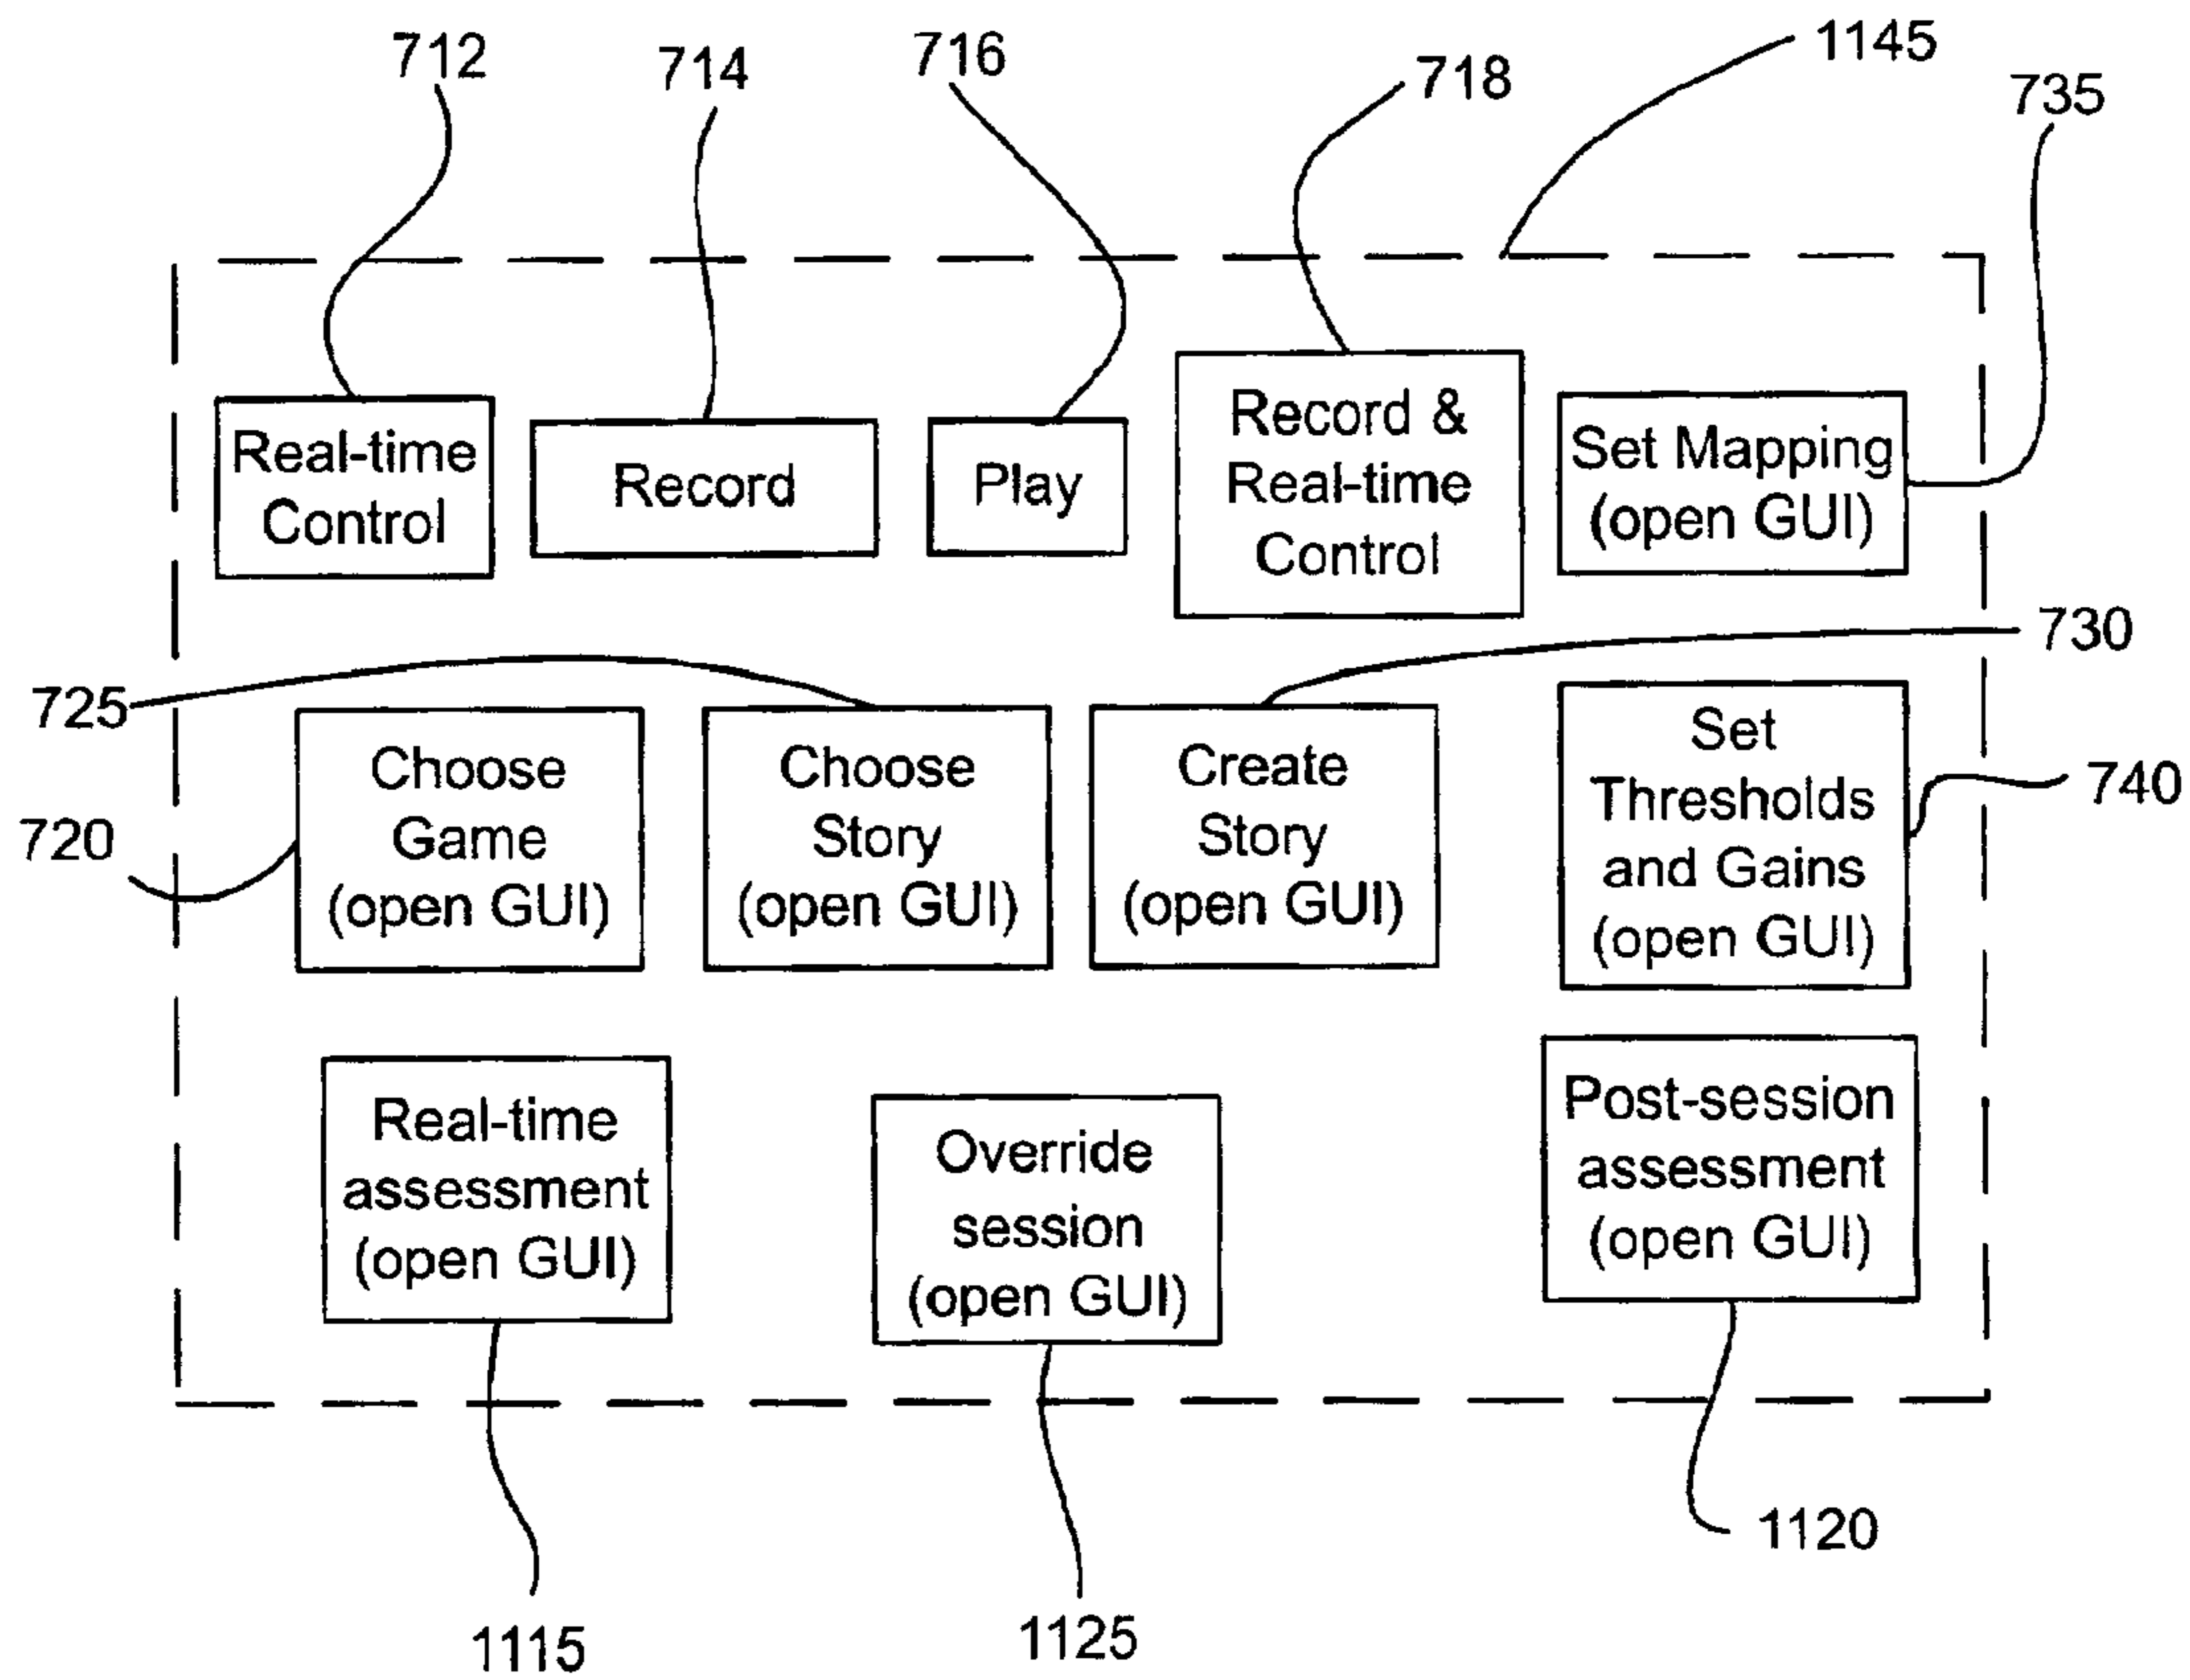 712
714
716
718
1145
735
Real-time
Control
Record
Play
Record &
Real-time
Control
Set Mapping
(open GUI)
725
730
720
Choose
Game
(open GUI)
Choose
Story
(open GUI)
Create
Story
(open GUI)
Set
Thresholds
and Gains
(open GUI)
740
Real-time
assessment
(open GUI)
Override
session
(open GUI)
Post-session
assessment
(open GUI)
1115
1125
1120